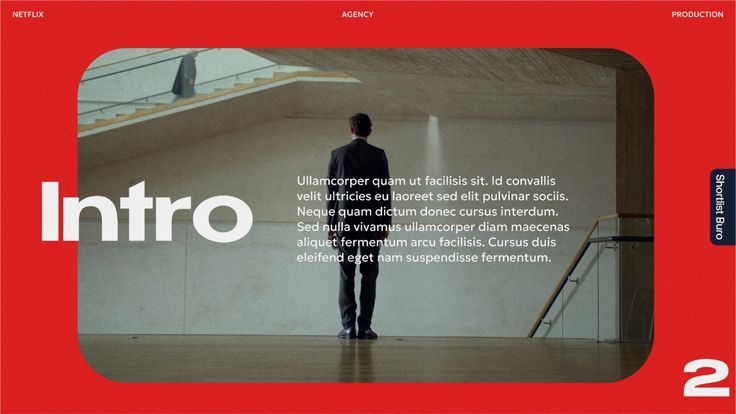 NETFLIX
AGENCY
PRODUCTION
Intro
Ullamcorper quam ut facilisis sit. Id convallis
velit ultricies eu laoreet sed elit pulvinar sociis.
Neque quam dictum donec cursus interdum.
Sed nulla vivamus ullamcorper diam maecenas
aliquet fermentum arcu facilisis. Cursus duis
eleifend eget nam suspendisse fermentum.
Shortlist Buro
2